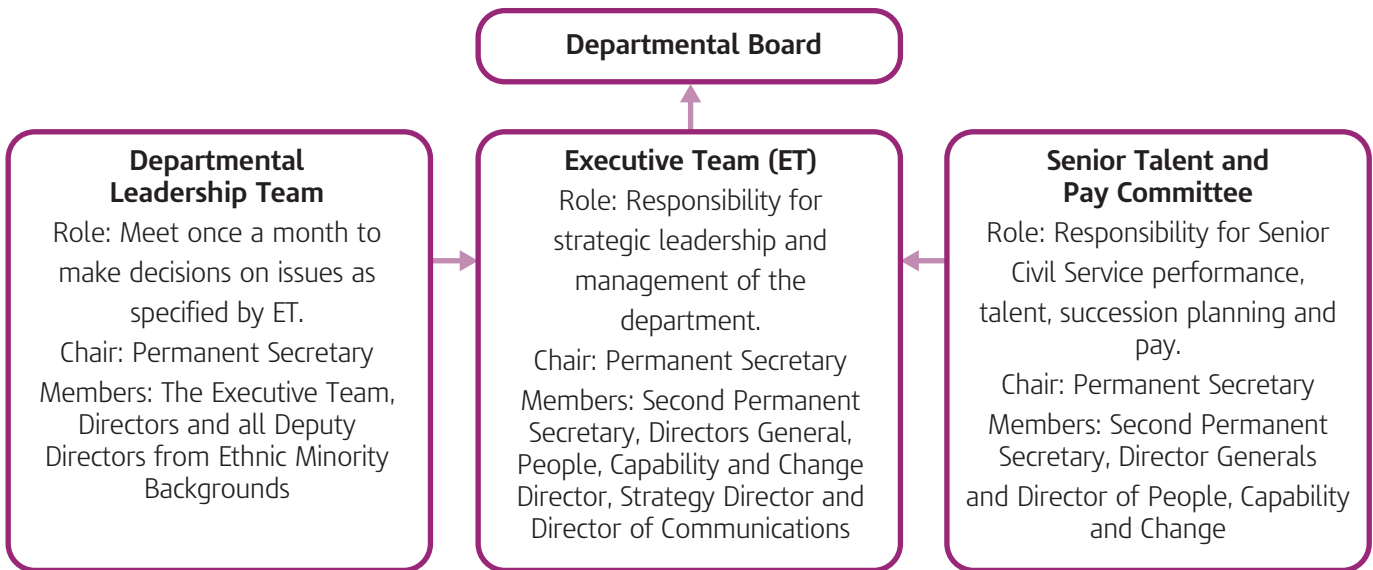 Departmental Board
Departmental
Leadership Team
Role: Meet once a month to
make decisions on issues as
specified by ET.
Chair: Permanent Secretary
Members: The Executive Team,
Directors and all Deputy
Directors from Ethnic Minority
Backgrounds
Executive Team (ET)
Role: Responsibility for
strategic leadership and
management of the
department.
Chair: Permanent Secretary
Members: Second Permanent
Secretary, Directors General,
People, Capability and Change
Director, Strategy Director and
Director of Communications
Senior Talent and
Pay Committee
Role: Responsibility for Senior
Civil Service performance,
talent, succession planning and
pay.
Chair: Permanent Secretary
Members: Second Permanent
Secretary, Director Generals
and Director of People, Capability
and Change